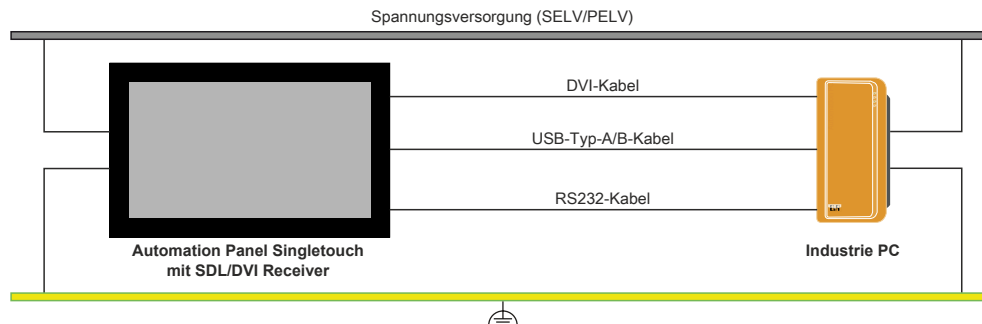 Spannungsversorgung (SELV/PELV)
DVI-Kabel
USB-Typ-A/B-Kabel
RS232-Kabel
Automation Panel Singletouch
mit SDL/DVI Receiver
Industrie PC